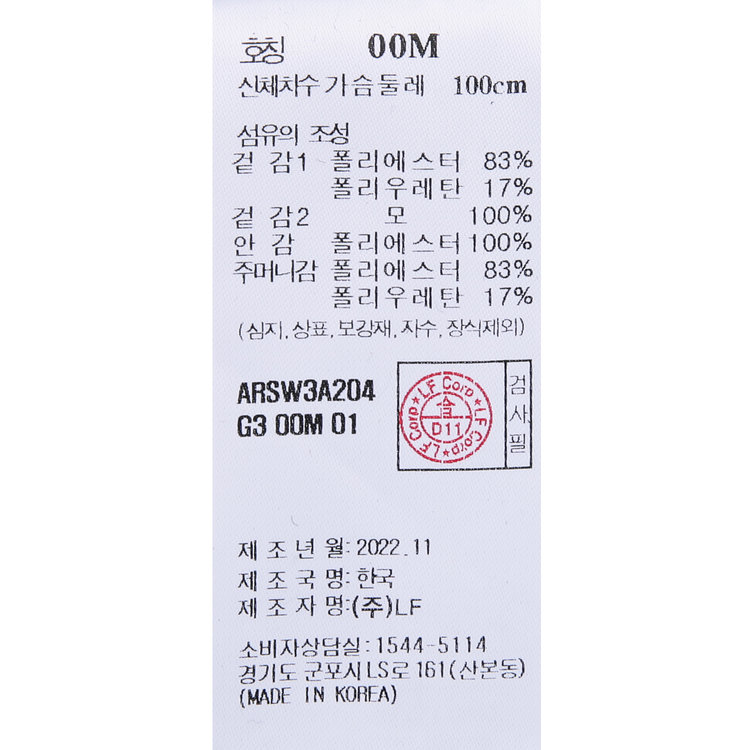 호칭 00M
신체치수 가슴둘레 100cm
섬유의 조성
겉 감1 폴리에스터 83%
폴리우레탄 17%
겉 감2 모 100%
안 감 폴리에스터 100%
주머니감 폴리에스터 83%
폴리우레탄 17%
(심지,상표,보강재,자수,장식제외)
ARSW3A204
G3 00M 01
LF Corp ★ LF Corp ★ LF Corp ★
合
D11
검사필
제 조 년 월: 2022.11
제 조 국 명: 한국
제 조 자 명:(주)LF
소비자상담실:1544-5114
경기도 군포시LS로 161(산본동)
(MADE IN KOREA)